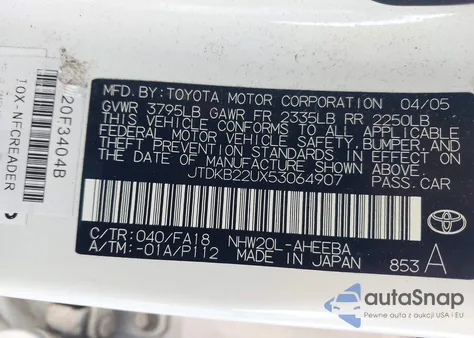 MFD. BY: TOYOTA MOTOR CORPORATION 04/05
GVWR 3795LB GAWR FR 2335LB RR 2250LB
THIS VEHICLE CONFORMS TO ALL APPLICABLE
FEDERAL MOTOR VEHICLE SAFETY, BUMPER, AND
THEFT PREVENTION STANDARDS IN EFFECT ON
THE DATE OF MANUFACTURE SHOWN ABOVE.
JTDKB22UX53064907 PASS.CAR
C/TR: 040/FA18 NHW20L-AHEEBA
A/TM: -01A/P112 MADE IN JAPAN 853 A
TOYOTA
20F3404B
10X-NFCREADER
autoSnap
Pewne auta z aukcji USA i EU